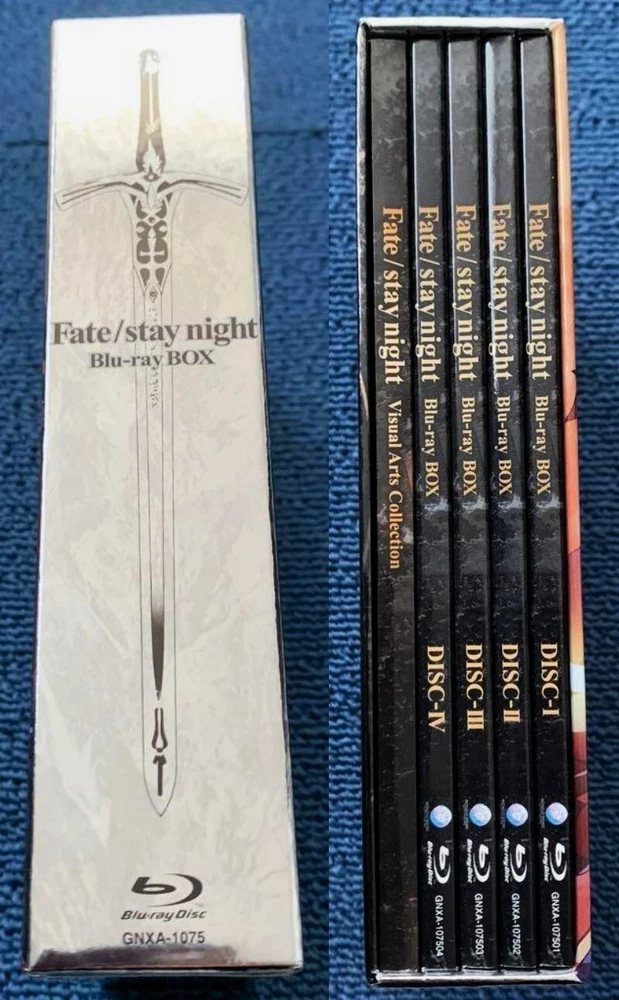 Fate/stay night
Blu-ray BOX
Blu-ray Disc
GNXA-1075
Fate/stay night Visual Arts Collection
Fate/stay night Blu-ray BOX DISC-IV
Blu-ray Disc
GNXA-107504
Fate/stay night Blu-ray BOX DISC-III
Blu-ray Disc
GNXA-107503
Fate/stay night Blu-ray BOX DISC-II
Blu-ray Disc
GNXA-107502
Fate/stay night Blu-ray BOX DISC-I
Blu-ray Disc
GNXA-107501